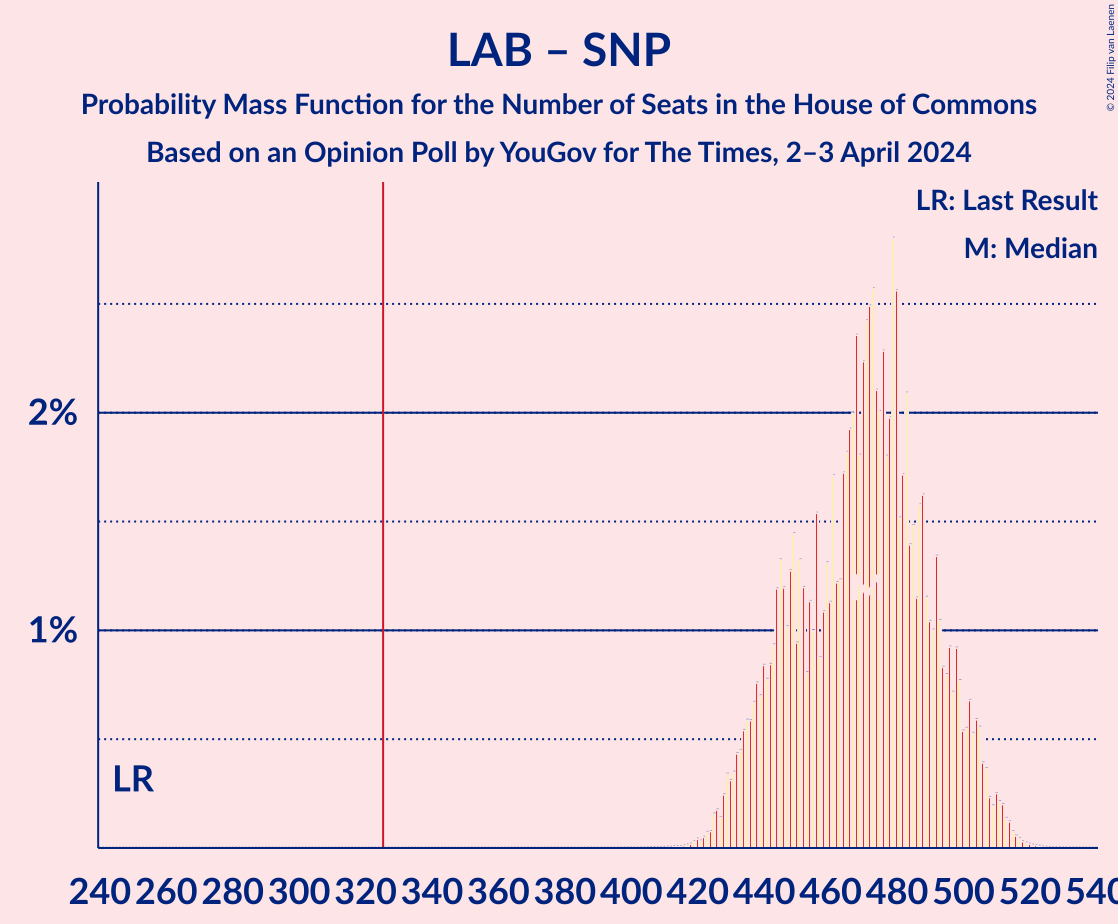 LAB – SNP
Probability Mass Function for the Number of Seats in the House of Commons
Based on an Opinion Poll by YouGov for The Times, 2–3 April 2024
© 2024 Filip van Laenen
LR: Last Result
M: Median
2%
1%
LR
240 260 280 300 320 340 360 380 400 420 440 460 480 500 520 540